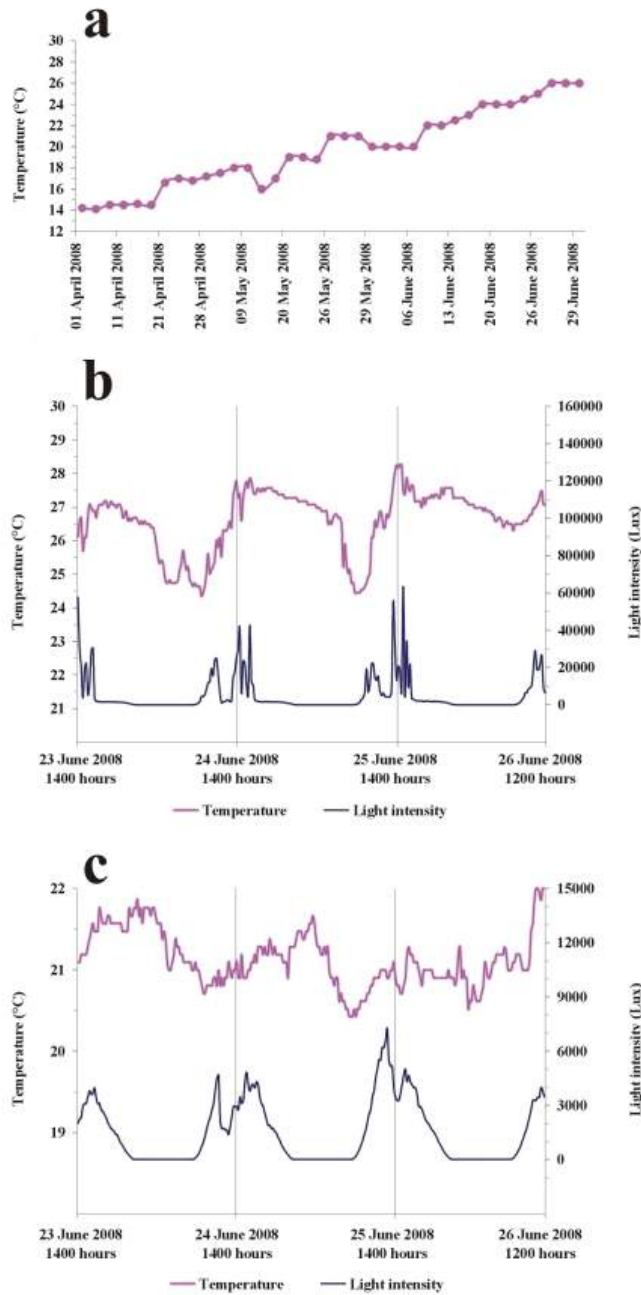 a
30
28
26
24
22
20
18
16
14
12
Temperature (°C)
01 April 2008
11 April 2008
21 April 2008
28 April 2008
09 May 2008
20 May 2008
26 May 2008
29 May 2008
06 June 2008
13 June 2008
20 June 2008
26 June 2008
29 June 2008
b
30
29
28
27
26
25
24
23
22
21
Temperature (°C)
160000
140000
120000
100000
80000
60000
40000
20000
0
Light intensity (Lux)
23 June 2008 24 June 2008 25 June 2008 26 June 2008
1400 hours 1400 hours 1400 hours 1200 hours
Temperature Light intensity
c
22
21
20
19
Temperature (°C)
15000
12000
9000
6000
3000
0
Light intensity (Lux)
23 June 2008 24 June 2008 25 June 2008 26 June 2008
1400 hours 1400 hours 1400 hours 1200 hours
Temperature Light intensity